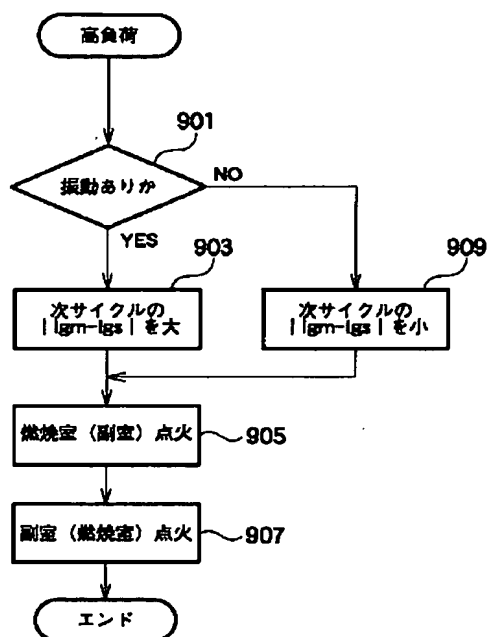 高負荷
901
振動ありか
NO
YES
903
909
次サイクルの
|Igm-Igs|を大
次サイクルの
|Igm-Igs|を小
燃焼室（副室）点火
905
副室（燃焼室）点火
907
エンド